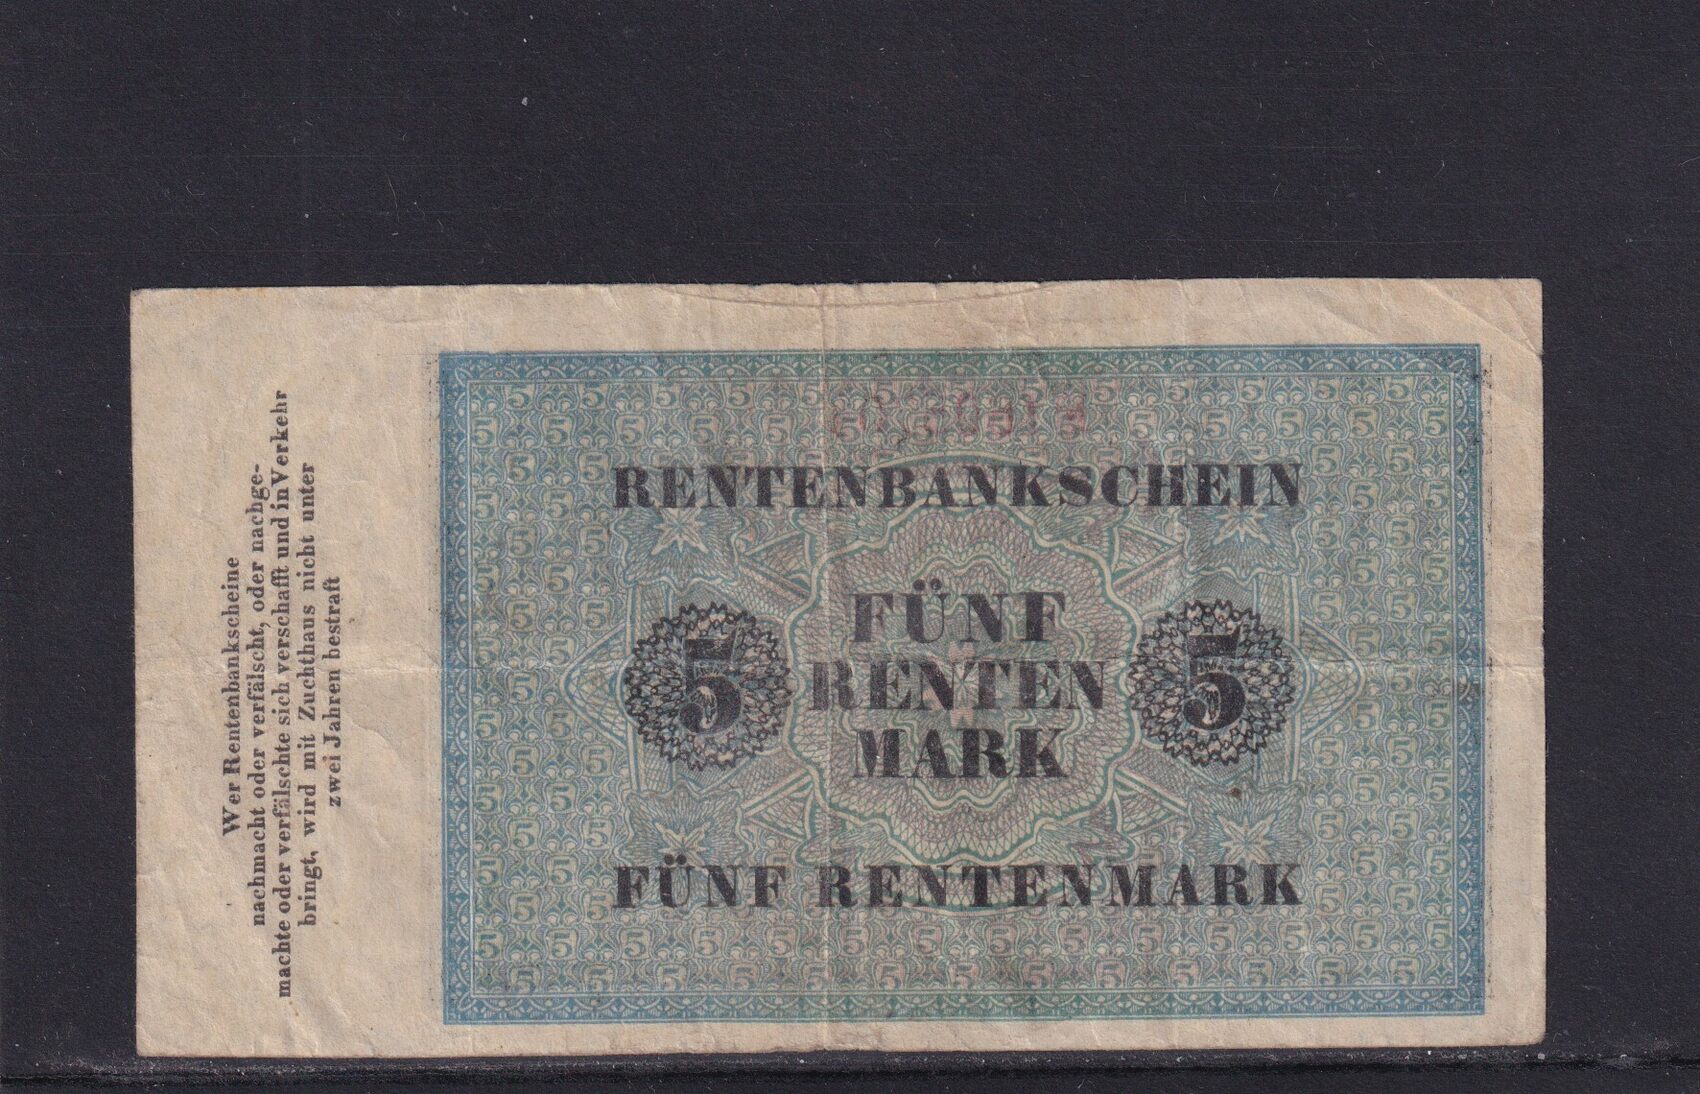 Wer Rentenbankscheine
nachmacht oder verfälscht, oder nachge-
machte oder verfälschte sich verschafft und in Verkehr
bringt, wird mit Zuchthaus nicht unter
zwei Jahren bestraft
RENTENBANKSCHEIN
5
FÜNF
RENTEN
MARK
5
FÜNF RENTENMARK